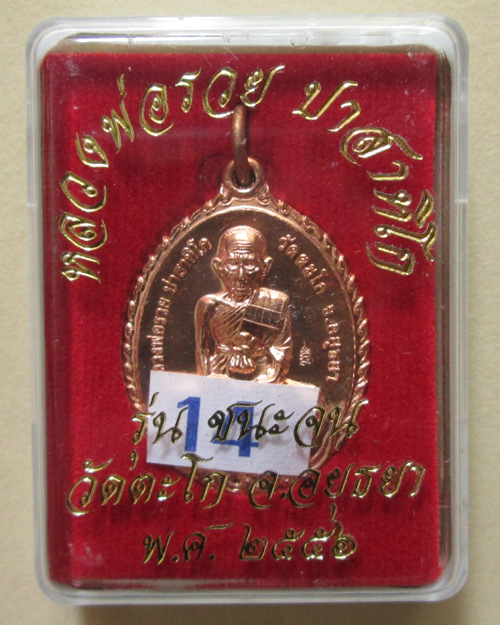 หลวงพ่อรวย ปาสาทิโก
หลวงพ่อรวย ปาสาทิโก วัดตะโก จ.อยุธยา
14
รุ่น ชนะจน
วัดตะโก จ.อยุธยา
พ.ศ. ๒๕๕๑